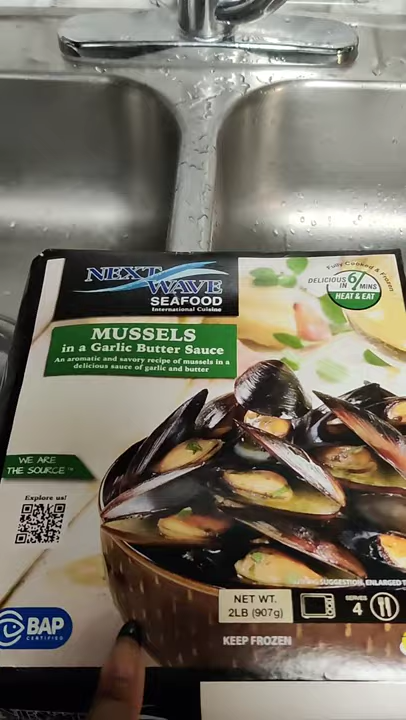 NEXT WAVE
SEAFOOD
International Cuisine
Fully Cooked & Frozen
DELICIOUS IN 6 MINS
HEAT & EAT
MUSSELS
in a Garlic Butter Sauce
An aromatic and savory recipe of mussels in a
delicious sauce of garlic and butter
WE ARE
THE SOURCE™
Explore us!
SUGGESTION, ENLARGED T
NET WT.
2LB (907g)
SERVES
4
BAP
CERTIFIED
KEEP FROZEN